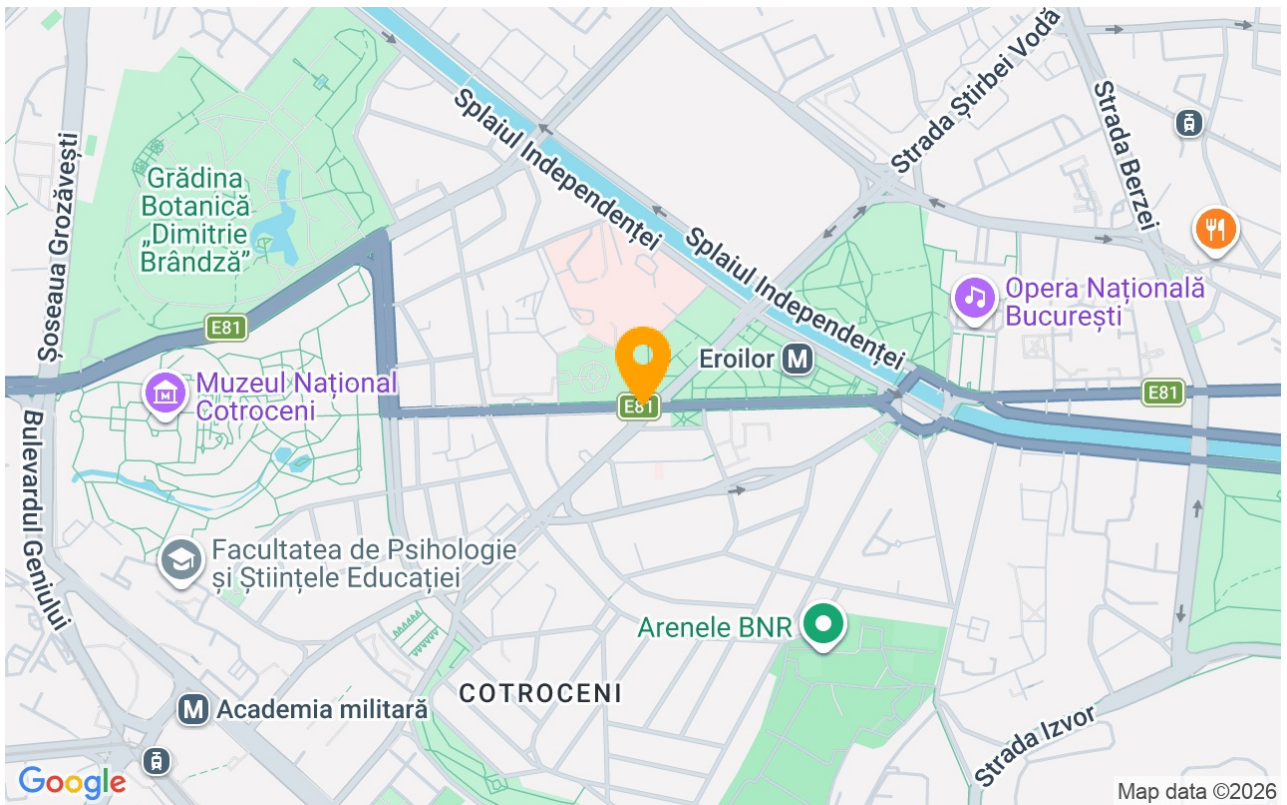 Splaiul Independenței
Strada Știrbei Vodă
Strada Berzei
Șoseaua Grozăvești
Grădina
Botanică
„Dimitrie
Brândză”
Splaiul Independenței
Opera Națională
București
E81
Eroilor M
Muzeul Național
Cotroceni
E81
E81
Bulevardul Geniului
Facultatea de Psihologie
și Științele Educației
Arenele BNR
COTROCENI
M Academia militară
Strada Izvor
Google
Map data ©2026